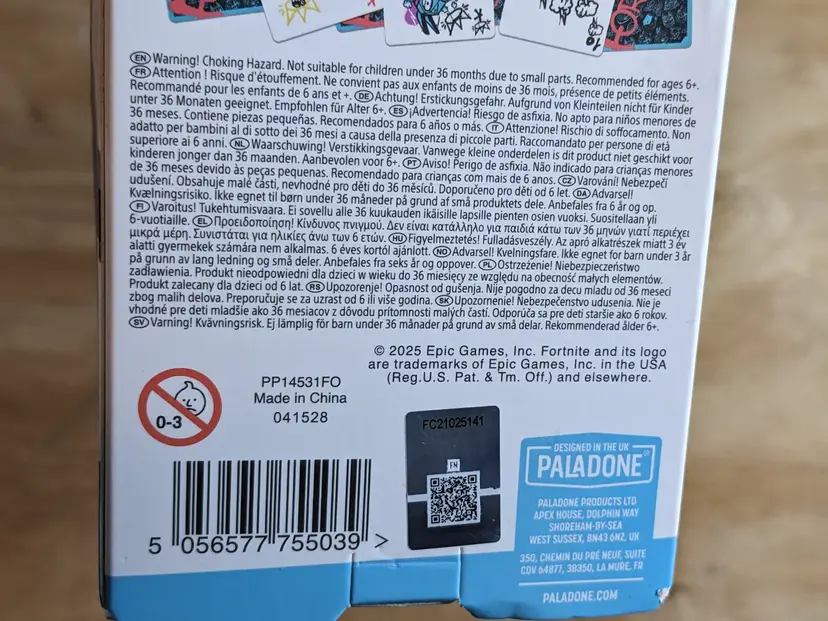 EN Warning! Choking Hazard. Not suitable for children under 36 months due to small parts. Recommended for ages 6+.
FR Attention ! Risque d'étouffement. Ne convient pas aux enfants de moins de 36 mois, présence de petits éléments.
Recommandé pour les enfants de 6 ans et +. DE Achtung! Erstickungsgefahr. Aufgrund von Kleinteilen nicht für Kinder
unter 36 Monaten geeignet. Empfohlen für Alter 6+. ES ¡Advertencia! Riesgo de asfixia. No apto para niños menores de
36 meses. Contiene piezas pequeñas. Recomendados para 6 años o más. IT Attenzione! Rischio di soffocamento. Non
adatto per bambini al di sotto dei 36 mesi a causa della presenza di piccole parti. Raccomandato per persone di età
superiore ai 6 anni. NL Waarschuwing! Verstikkingsgevaar. Vanwege kleine onderdelen is dit product niet geschikt voor
kinderen jonger dan 36 maanden. Aanbevolen voor 6+. PT Aviso! Perigo de asfixia. Não indicado para crianças menores
de 36 meses devido às peças pequenas. Recomendado para crianças com mais de 6 anos. CZ Varování! Nebezpečí
udušení. Obsahuje malé části, nevhodné pro děti do 36 měsíců. Doporučeno pro děti od 6 let. DA Advarsel!
Kvælningsrisiko. Ikke egnet til børn under 36 måneder på grund af små produktets dele. Anbefales fra 6 år og op.
FI Varoitus! Tukehtumisvaara. Ei sovellu alle 36 kuukauden ikäisille lapsille pienten osien vuoksi. Suositellaan yli
6-vuotiaille. EL Προειδοποίηση! Κίνδυνος πνιγμού. Δεν είναι κατάλληλο για παιδιά κάτω των 36 μηνών γιατί περιέχει
μικρά μέρη. Συνιστάται για ηλικίες άνω των 6 ετών. HU Figyelmeztetés! Fulladásveszély. Az apró alkatrészek miatt 3 év
alatti gyermekek számára nem alkalmas. 6 éves kortól ajánlott. NO Advarsel! Kvelningsfare. Ikke egnet for barn under 3 år
på grunn av lang ledning og små deler. Anbefales fra seks år og oppover. PL Ostrzeżenie! Niebezpieczeństwo
zadławienia. Produkt nieodpowiedni dla dzieci w wieku do 36 miesięcy ze względu na obecność małych elementów.
Produkt zalecany dla dzieci od 6 lat. RS Upozorenje! Opasnost od gušenja. Nije pogodno za decu mlađu od 36 meseci
zbog malih delova. Preporučuje se za uzrast od 6 ili više godina. SK Upozornenie! Nebezpečenstvo udusenia. Nie je
vhodné pre deti mladšie ako 36 mesiacov z dôvodu prítomnosti malých častí. Odporúča sa pre deti staršie ako 6 rokov.
SV Varning! Kvävningsrisk. Ej lämplig för barn under 36 månader på grund av små delar. Rekommenderad ålder 6+.
© 2025 Epic Games, Inc. Fortnite and its logo
are trademarks of Epic Games, Inc. in the USA
(Reg.U.S. Pat. & Tm. Off.) and elsewhere.
0-3
PP14531FO
Made in China
041528
FC21025141
FN
5 056577 755039 >
DESIGNED IN THE UK
PALADONE®
PALADONE PRODUCTS LTD
APEX HOUSE, DOLPHIN WAY
SHOREHAM-BY-SEA
WEST SUSSEX, BN43 6NZ, UK
350, CHEMIN DU PRÉ NEUF, SUITE
CDV 64877, 38350, LA MURE, FR
PALADONE.COM